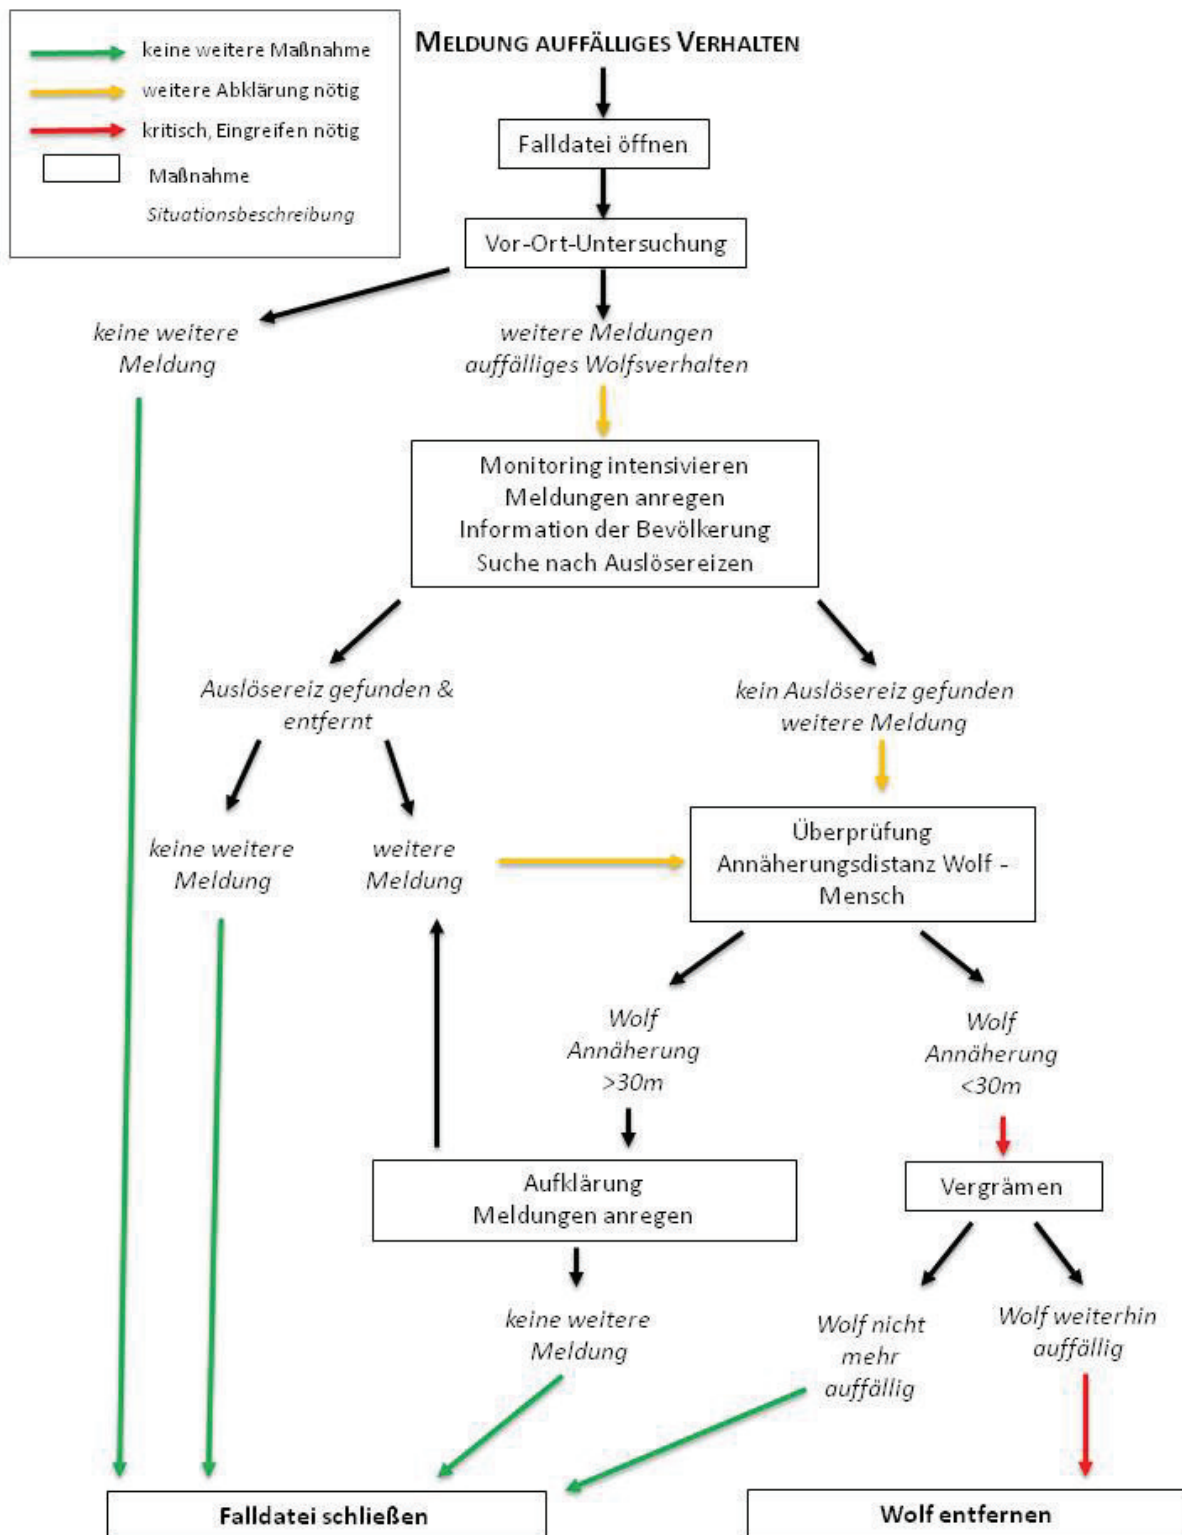 keine weitere Maßnahme
weitere Abklärung nötig
kritisch, Eingreifen nötig
Maßnahme
Situationsbeschreibung
MELDUNG AUFFÄLLIGES VERHALTEN
Falldatei öffnen
Vor-Ort-Untersuchung
keine weitere
Meldung
weitere Meldungen
auffälliges Wolfsverhalten
Monitoring intensivieren
Meldungen anregen
Information der Bevölkerung
Suche nach Auslösereizen
Auslösereiz gefunden &
entfernt
kein Auslösereiz gefunden
weitere Meldung
keine weitere
Meldung
weitere
Meldung
Überprüfung
Annäherungsdistanz Wolf -
Mensch
Wolf
Annäherung
>30m
Wolf
Annäherung
<30m
Aufklärung
Meldungen anregen
Vergrämen
keine weitere
Meldung
Wolf nicht
mehr
auffällig
Wolf weiterhin
auffällig
Falldatei schließen
Wolf entfernen